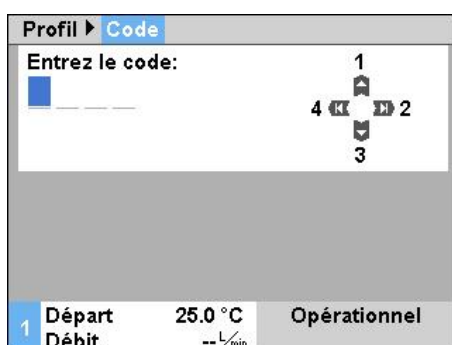 Profil Code
Entrez le code:
1
4 2
3
1
Départ 25.0 °C Opérationnel
Débit -- L/min